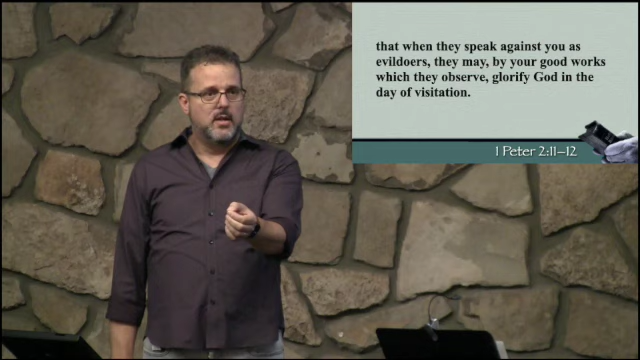 that when they speak against you as
evildoers, they may, by your good works
which they observe, glorify God in the
day of visitation.
1 Peter 2:11–12